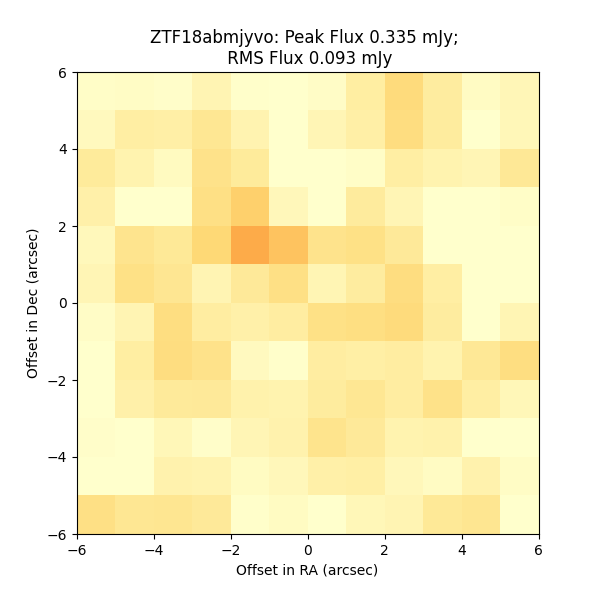 ZTF18abmjyvo: Peak Flux 0.335 mJy;
RMS Flux 0.093 mJy
6
4
2
0
−2
−4
−6
Offset in Dec (arcsec)
−6 −4 −2 0 2 4 6
Offset in RA (arcsec)